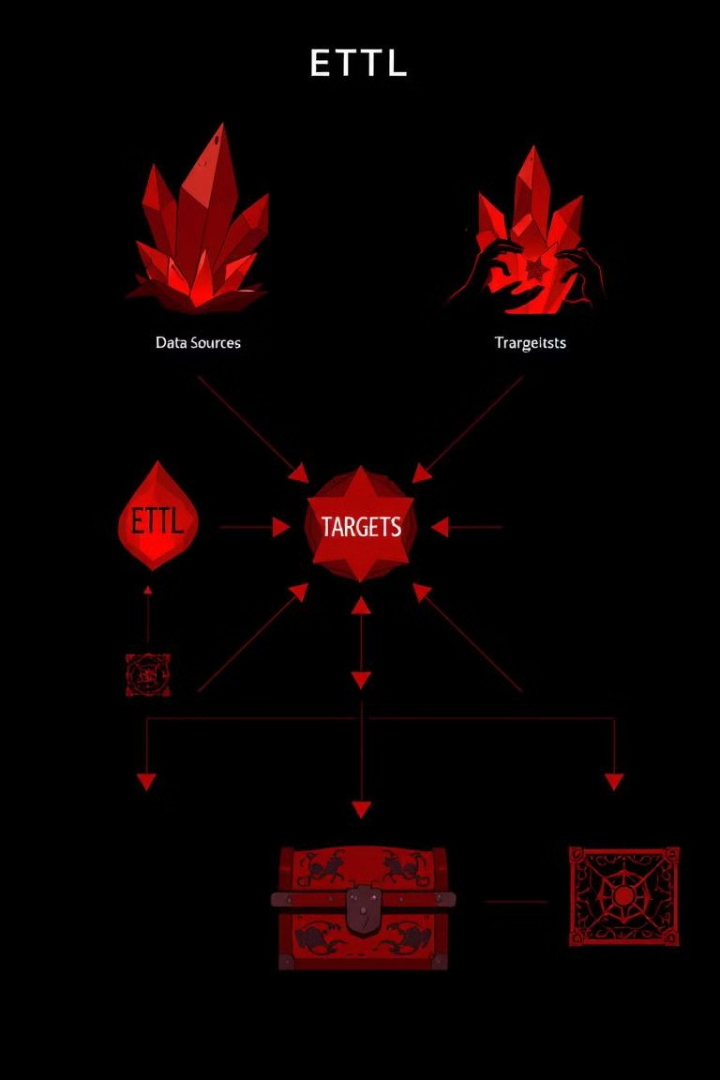 ETTL
Data Sources
Trargeitsts
ETTL
TARGETS